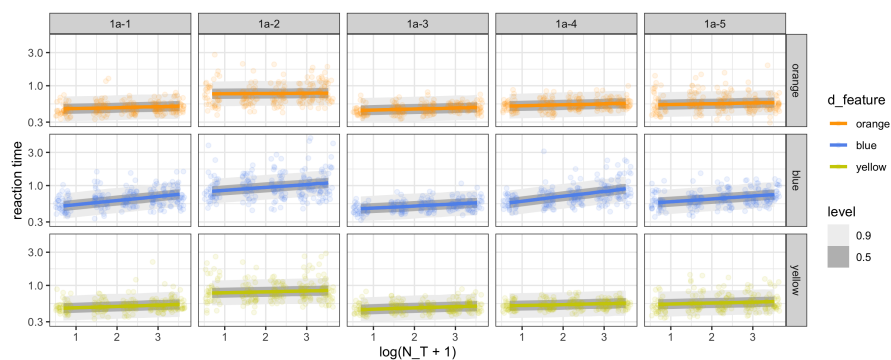 1a-1 1a-2 1a-3 1a-4 1a-5
3.0
1.0
0.3
orange
3.0
1.0
0.3
blue
3.0
1.0
0.3
yellow
1 2 3 1 2 3 1 2 3 1 2 3 1 2 3
log(N_T + 1)
reaction time
d_feature
orange
blue
yellow
level
0.9
0.5